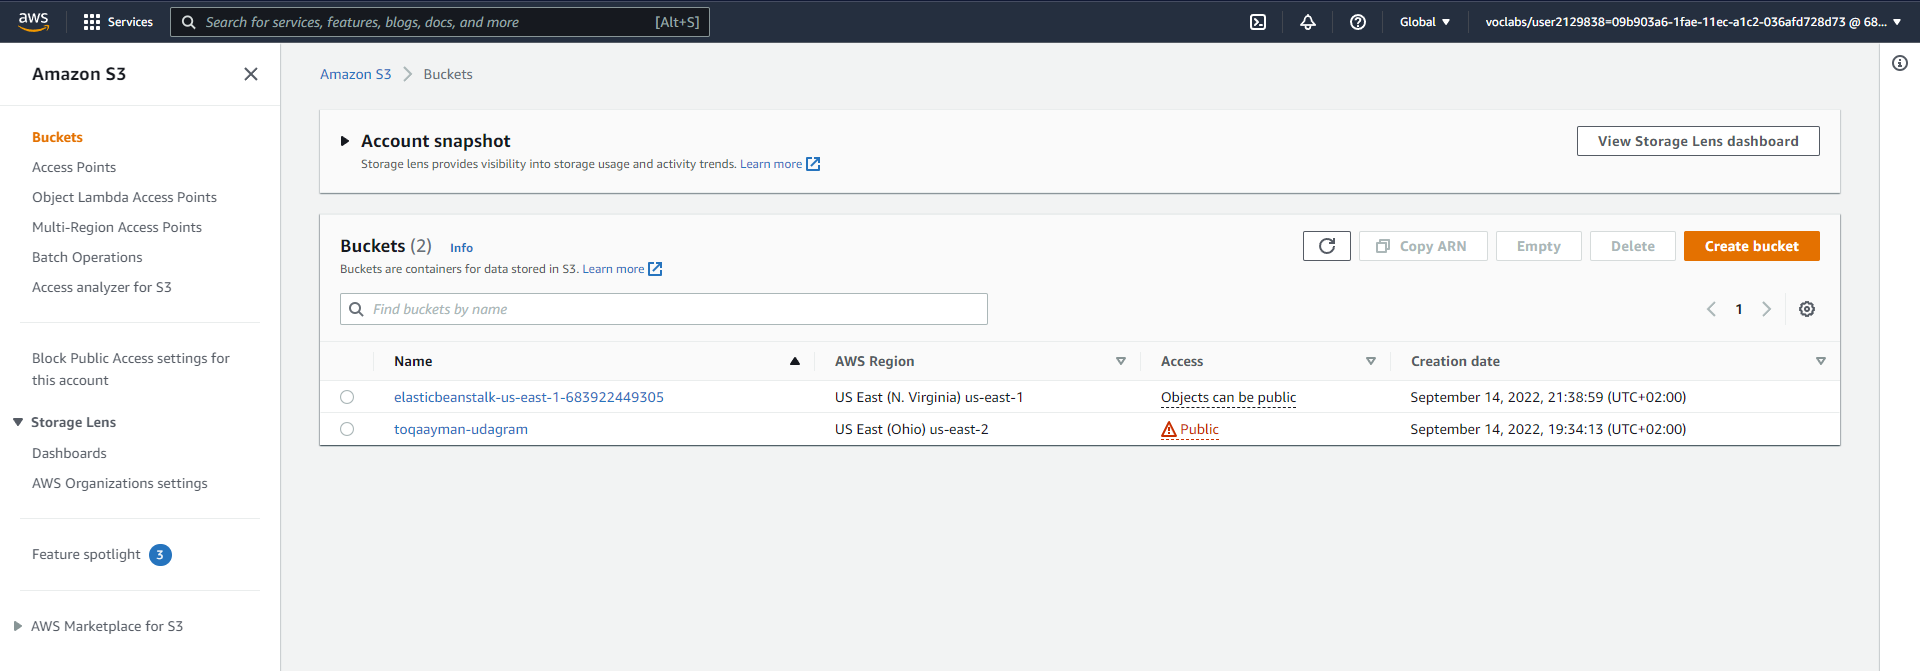 aws
Services
Search for services, features, blogs, docs, and more
[Alt+S]
Global
voclabs/user2129838=09b903a6-1fae-11ec-a1c2-036afd728d73 @ 68...
Amazon S3
Buckets
Access Points
Object Lambda Access Points
Multi-Region Access Points
Batch Operations
Access analyzer for S3
Block Public Access settings for
this account
Storage Lens
Dashboards
AWS Organizations settings
Feature spotlight 3
AWS Marketplace for S3
Amazon S3 Buckets
Account snapshot
Storage lens provides visibility into storage usage and activity trends. Learn more
View Storage Lens dashboard
Buckets (2) Info
Buckets are containers for data stored in S3. Learn more
Copy ARN
Empty
Delete
Create bucket
Find buckets by name
1
Name AWS Region Access Creation date
elasticbeanstalk-us-east-1-683922449305 US East (N. Virginia) us-east-1 Objects can be public September 14, 2022, 21:38:59 (UTC+02:00)
toqaayman-udagram US East (Ohio) us-east-2 Public September 14, 2022, 19:34:13 (UTC+02:00)